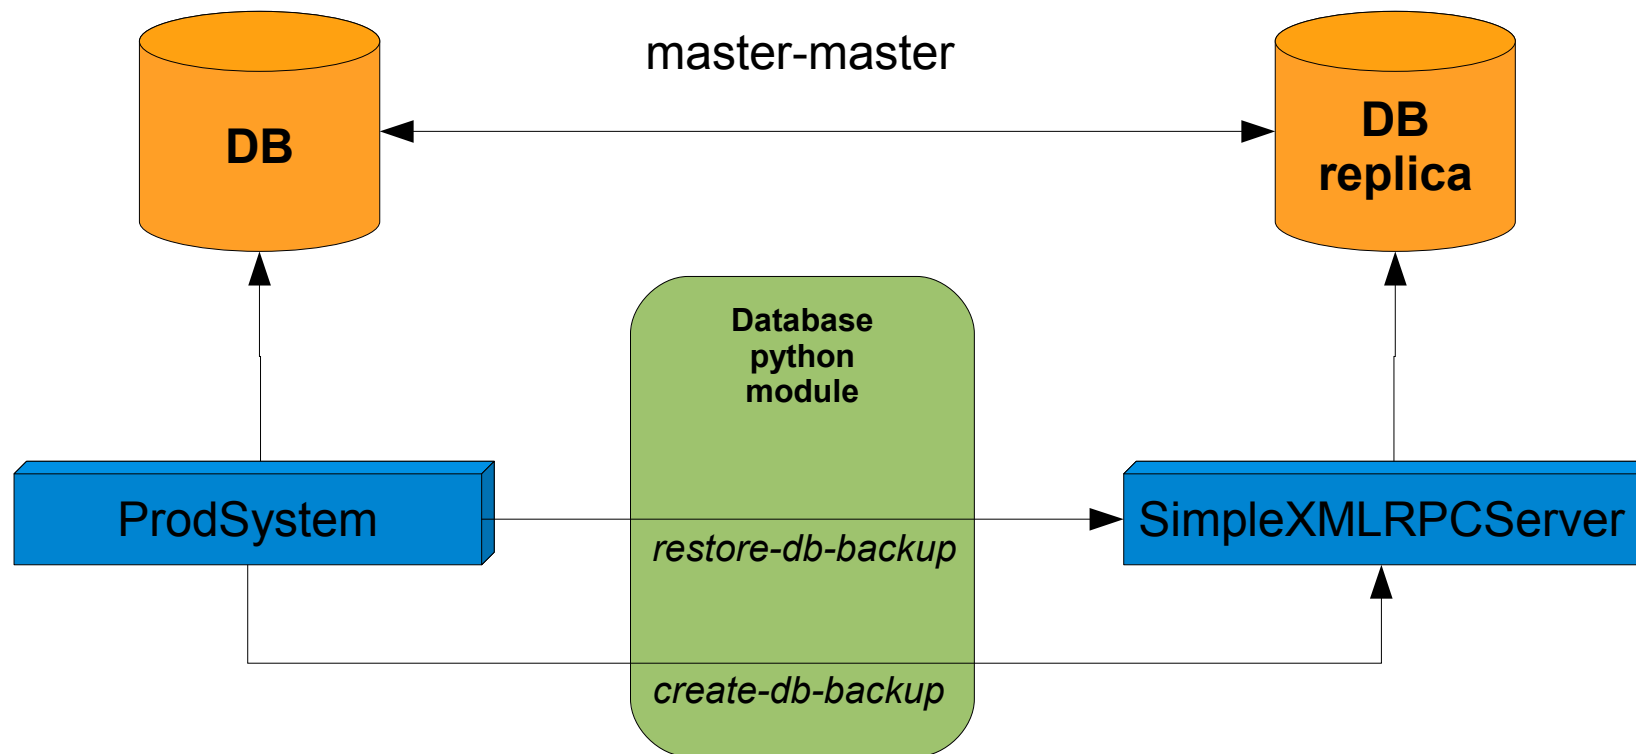 master-master
DB
DB
replica
Database
python
module
ProdSystem
SimpleXMLRPCServer
restore-db-backup
create-db-backup